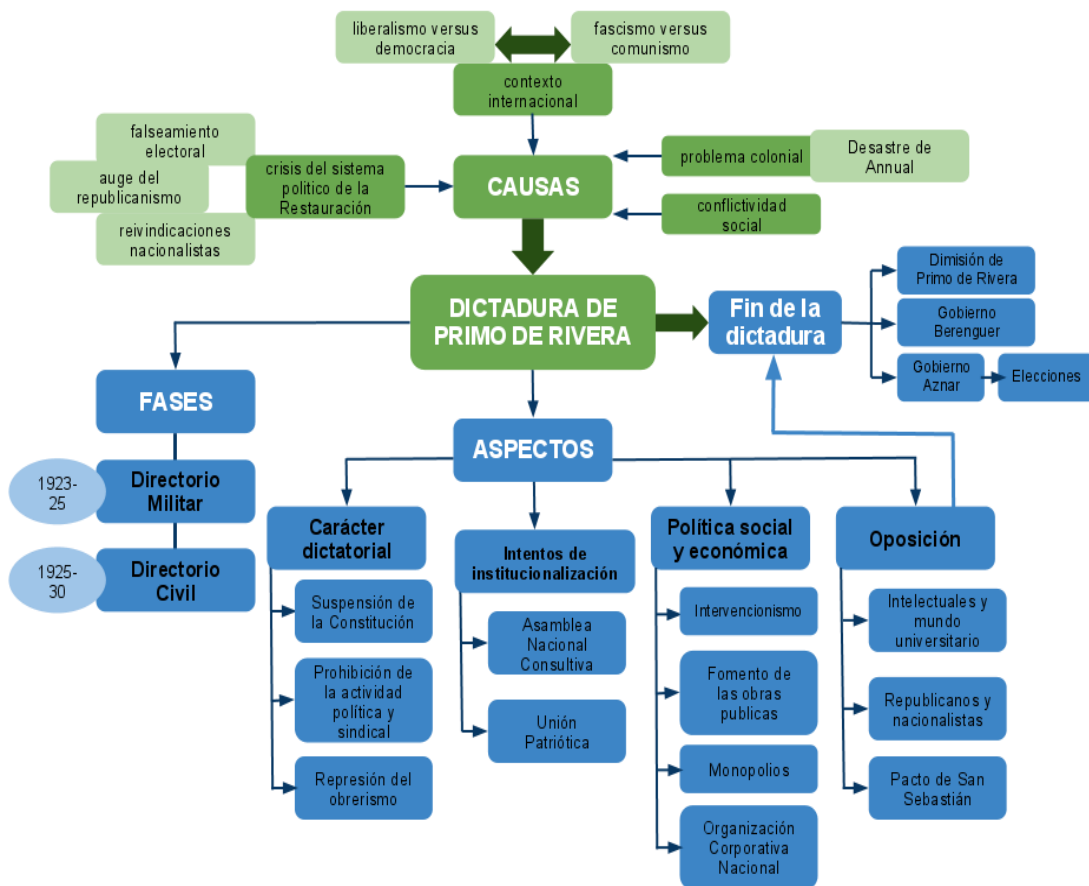 liberalismo versus
democracia
fascismo versus
comunismo
contexto
internacional
falseamiento
electoral
auge del
republicanismo
reivindicaciones
nacionalistas
crisis del sistema
politico de la
Restauración
CAUSAS
problema colonial
Desastre de
Annual
conflictividad
social
DICTADURA DE
PRIMO DE RIVERA
Fin de la
dictadura
Dimisión de
Primo de Rivera
Gobierno
Berenguer
Gobierno
Aznar
Elecciones
FASES
1923-
25
Directorio
Militar
1925-
30
Directorio
Civil
ASPECTOS
Carácter
dictatorial
Suspensión de
la Constitución
Prohibición de
la actividad
política y
sindical
Represión del
obrerismo
Intentos de
institucionalización
Asamblea
Nacional
Consultiva
Unión
Patriótica
Política social
y económica
Intervencionismo
Fomento de
las obras
publicas
Monopolios
Organización
Corporativa
Nacional
Oposición
Intelectuales y
mundo
universitario
Republicanos y
nacionalistas
Pacto de San
Sebastián